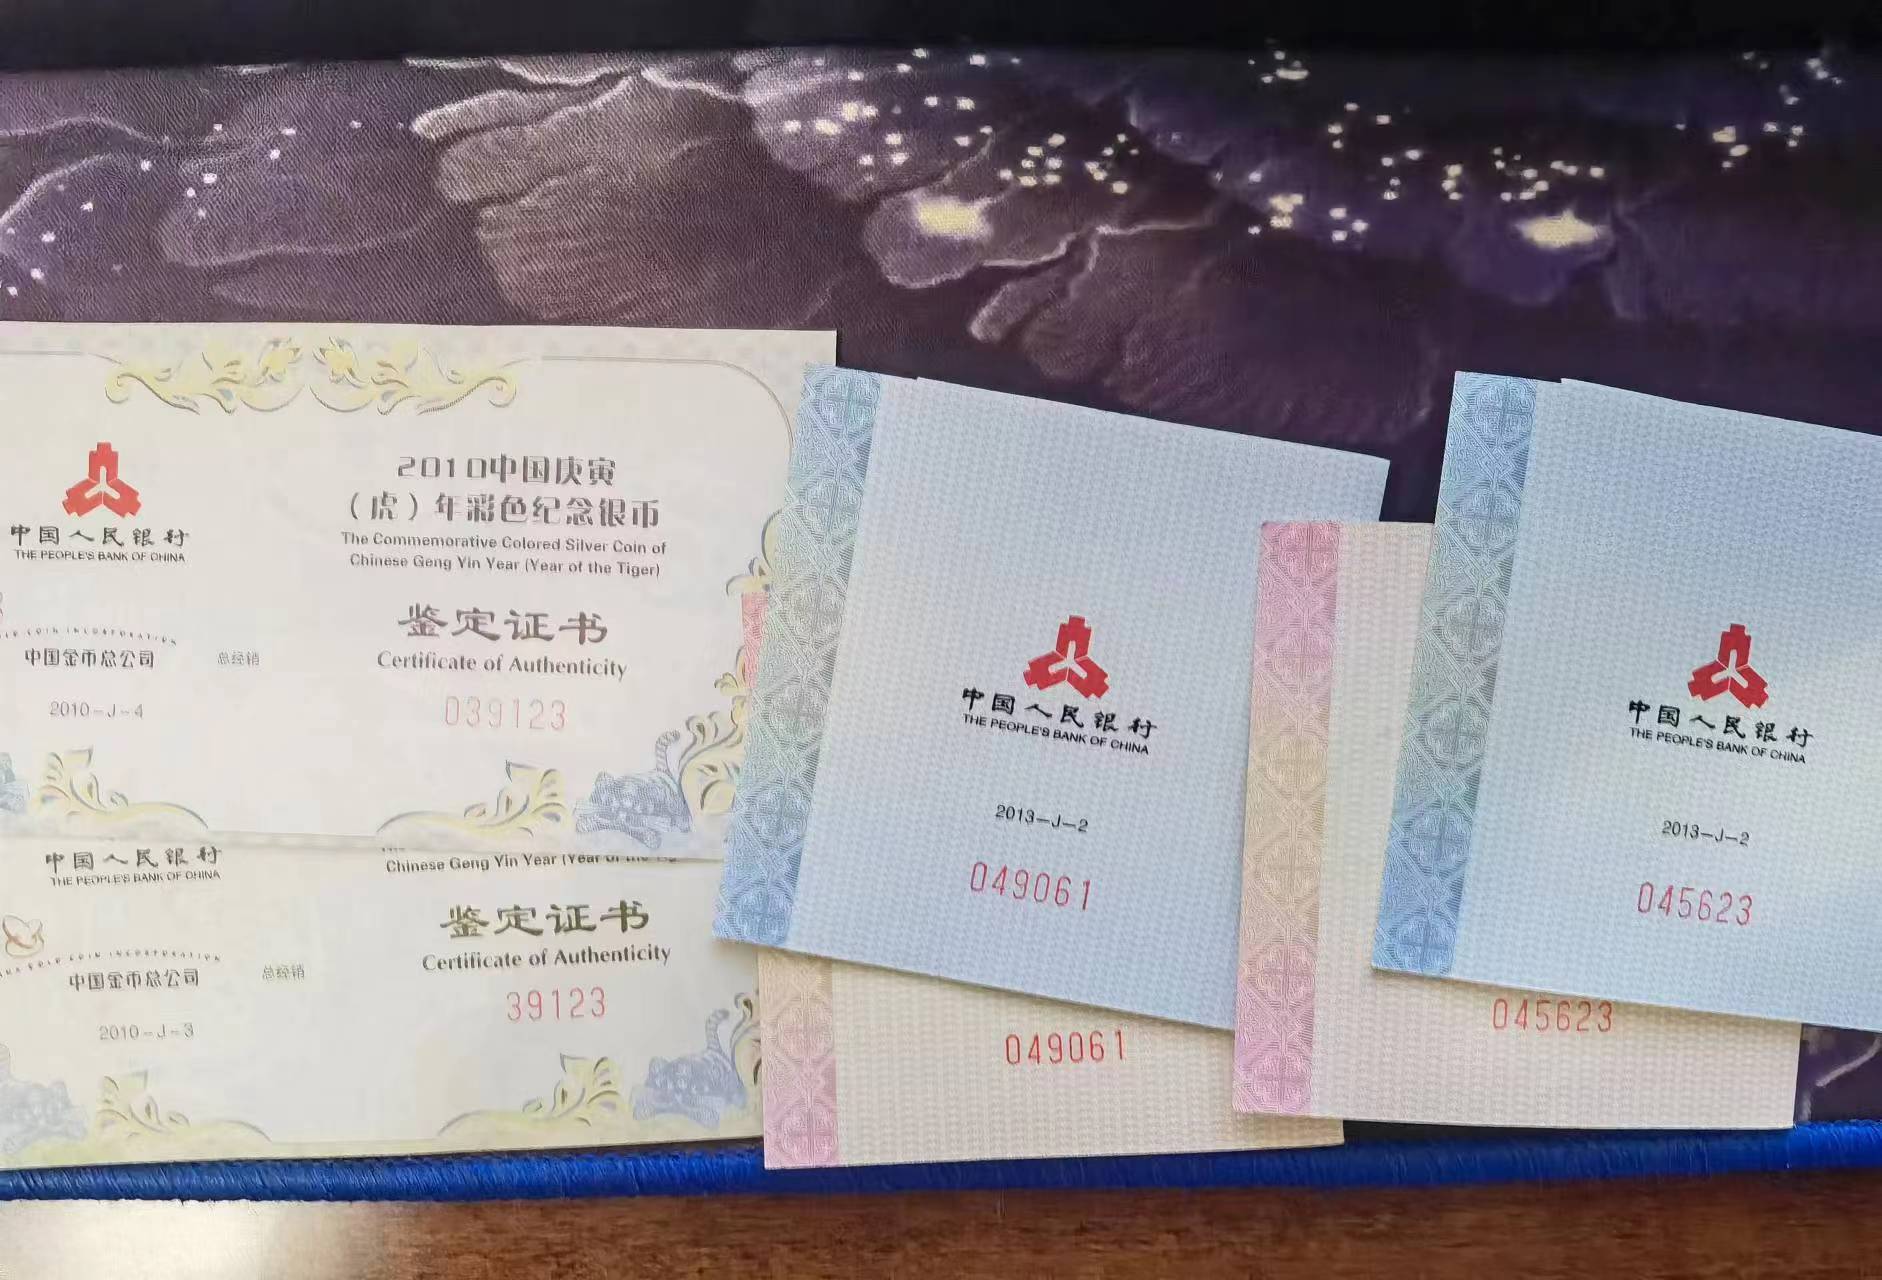 中国人民银行
THE PEOPLE'S BANK OF CHINA
中国金币总公司
总经销
2010-J-4
2010中国庚寅
（虎）年彩色纪念银币
The Commemorative Colored Silver Coin of
Chinese Geng Yin Year (Year of the Tiger)
鉴定证书
Certificate of Authenticity
039123
中国人民银行
THE PEOPLE'S BANK OF CHINA
GOLD COIN INCORPORATION
中国金币总公司
总经销
2010-J-3
Chinese Geng Yin Year (Year of the
鉴定证书
Certificate of Authenticity
39123
中国人民银行
THE PEOPLE'S BANK OF CHINA
2013-J-2
049061
049061
中国人民银行
THE PEOPLE'S BANK OF CHINA
2013-J-2
045623
045623